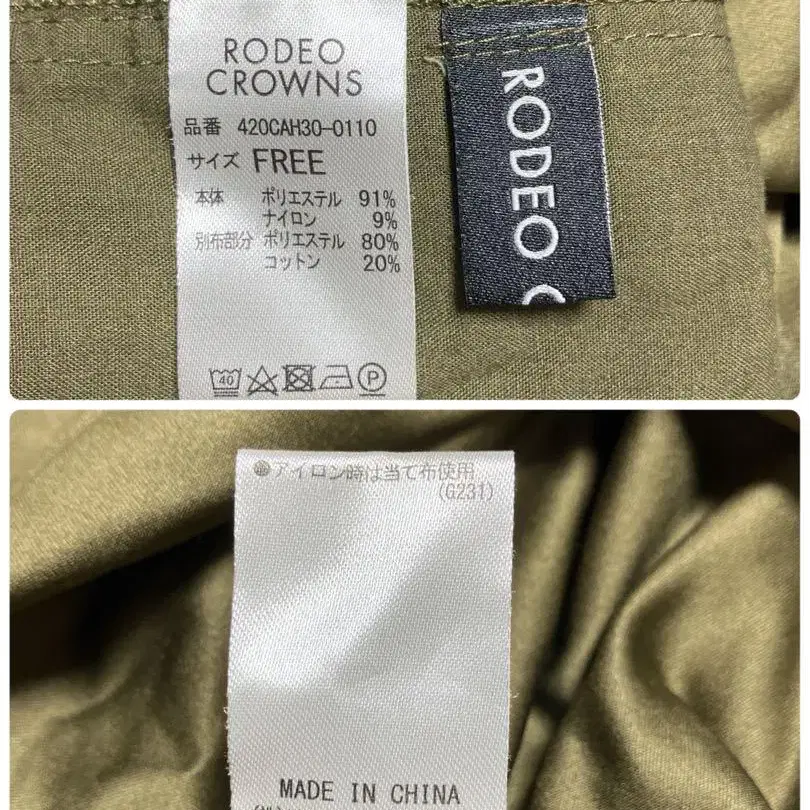 RODEO
CROWNS
品番 420CAH30-0110
サイズ FREE
本体 ポリエステル 91%
ナイロン 9%
別布部分 ポリエステル 80%
コットン 20%
40
P
RODEO C
●アイロン時は当て布使用
(G231)
MADE IN CHINA